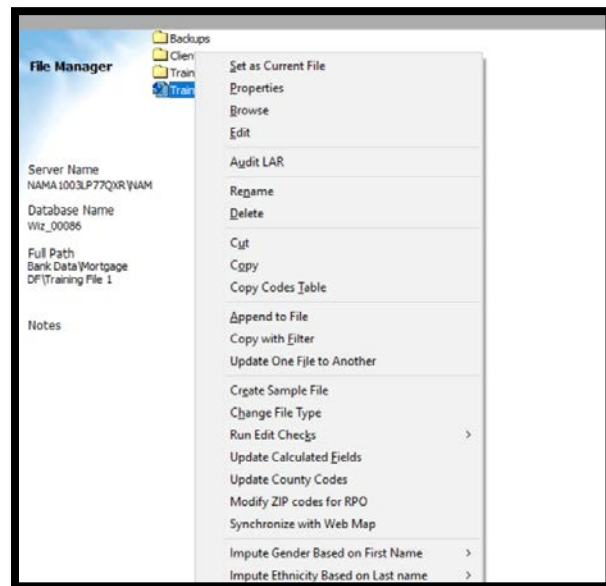 Backups
Clien
Train
Train
File Manager
Server Name
NAMA1003LP77QXR\NAM
Database Name
Wiz_00086
Full Path
Bank Data\Mortgage
DF\Training File 1
Notes
Set as Current File
Properties
Browse
Edit
Audit LAR
Rename
Delete
Cut
Copy
Copy Codes Table
Append to File
Copy with Filter
Update One File to Another
Create Sample File
Change File Type
Run Edit Checks
Update Calculated Fields
Update County Codes
Modify ZIP codes for RPO
Synchronize with Web Map
Impute Gender Based on First Name
Impute Ethnicity Based on Last name